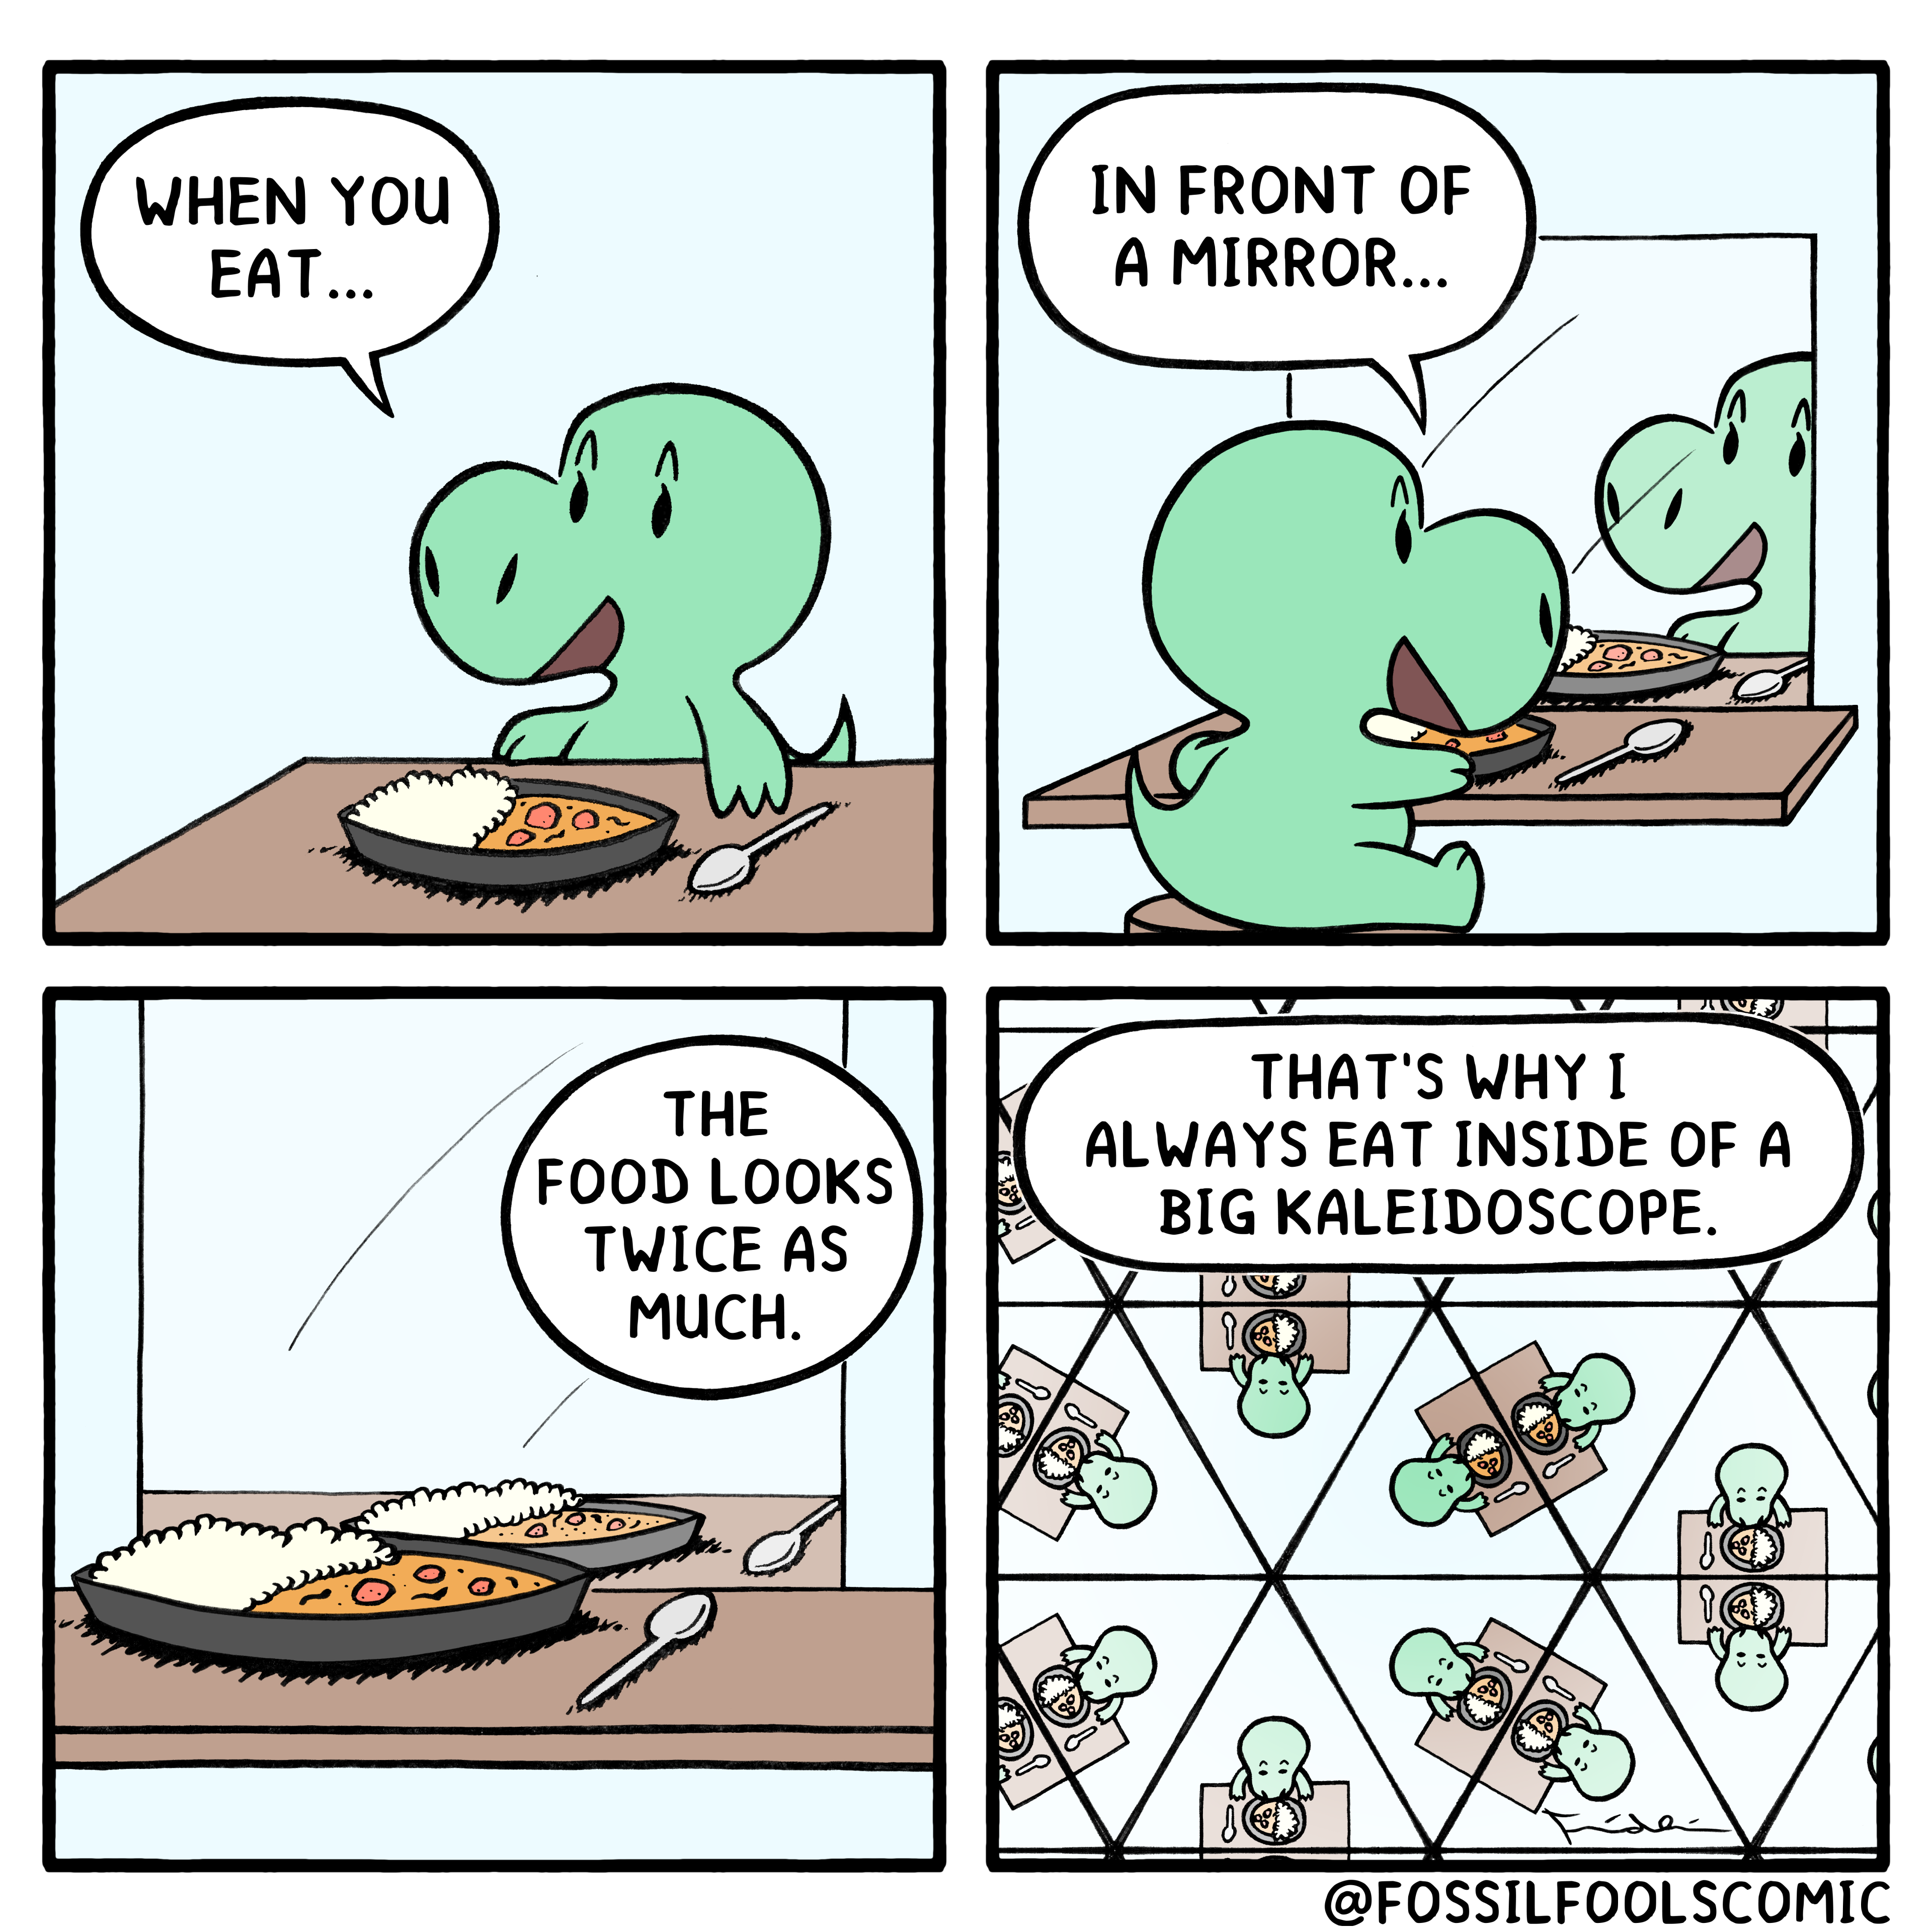 WHEN YOU
EAT...
IN FRONT OF
A MIRROR...
THE
FOOD LOOKS
TWICE AS
MUCH.
THAT'S WHY I
ALWAYS EAT INSIDE OF A
BIG KALEIDOSCOPE.
@FOSSILFOOLSCOMIC